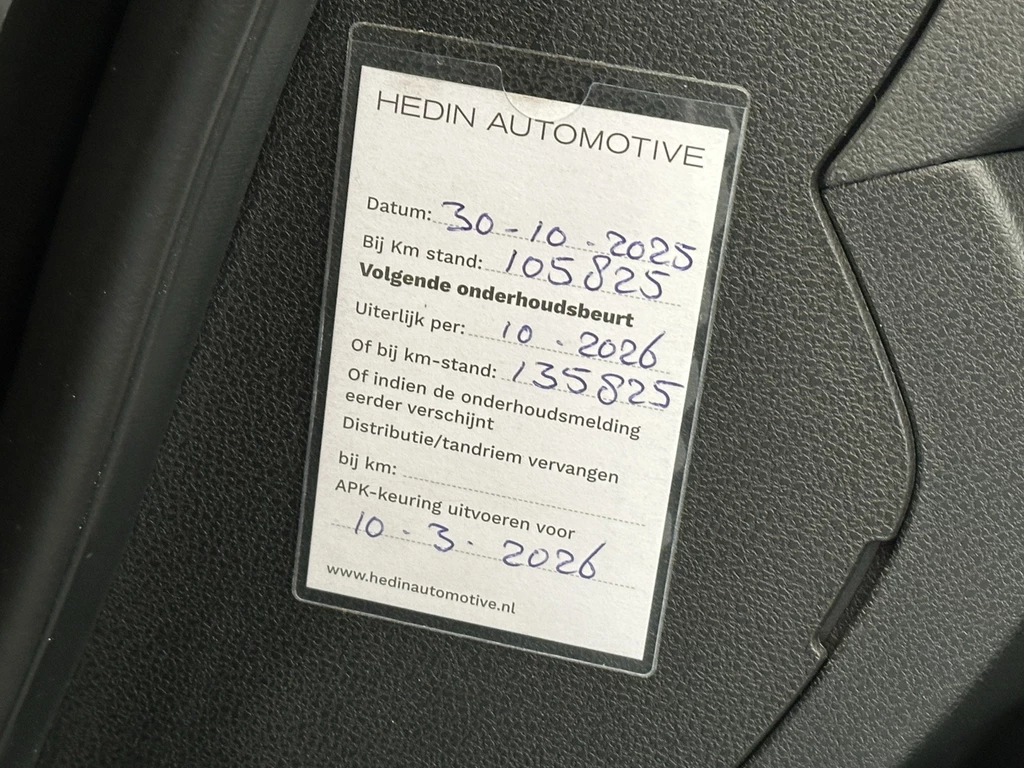 HEDIN AUTOMOTIVE
Datum: 30-10-2025
Bij Km stand: 105825
Volgende onderhoudsbeurt
Uiterlijk per: 10-2026
Of bij km-stand: 135825
Of indien de onderhoudsmelding
eerder verschijnt
Distributie/tandriem vervangen
bij km:
APK-keuring uitvoeren voor
10-3-2026
www.hedinautomotive.nl